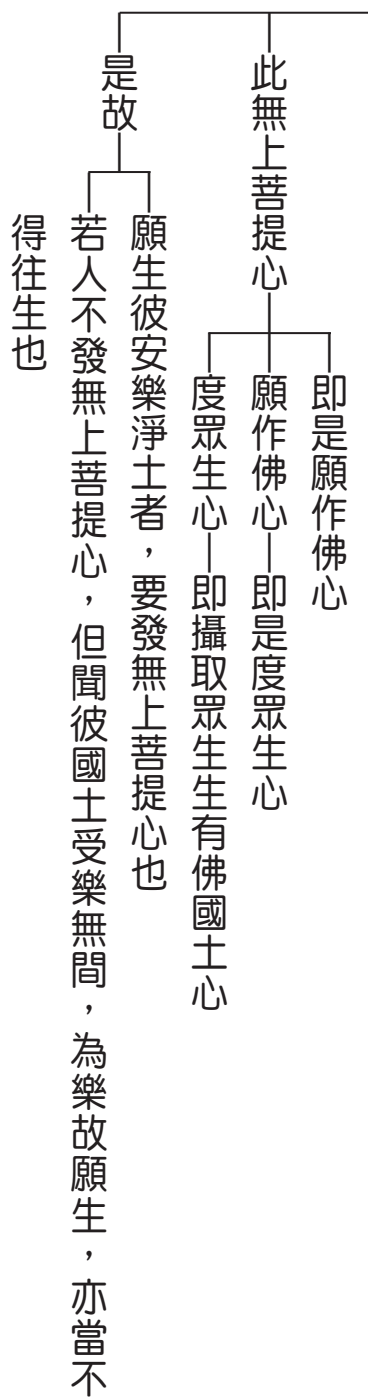 此無上菩提心
即是願作佛心
願作佛心—即是度眾生心
度眾生心—即攝取眾生生有佛國土心
是故
願生彼安樂淨土者，要發無上菩提心也
若人不發無上菩提心，但聞彼國土受樂無間，為樂故願生，亦當不
得往生也